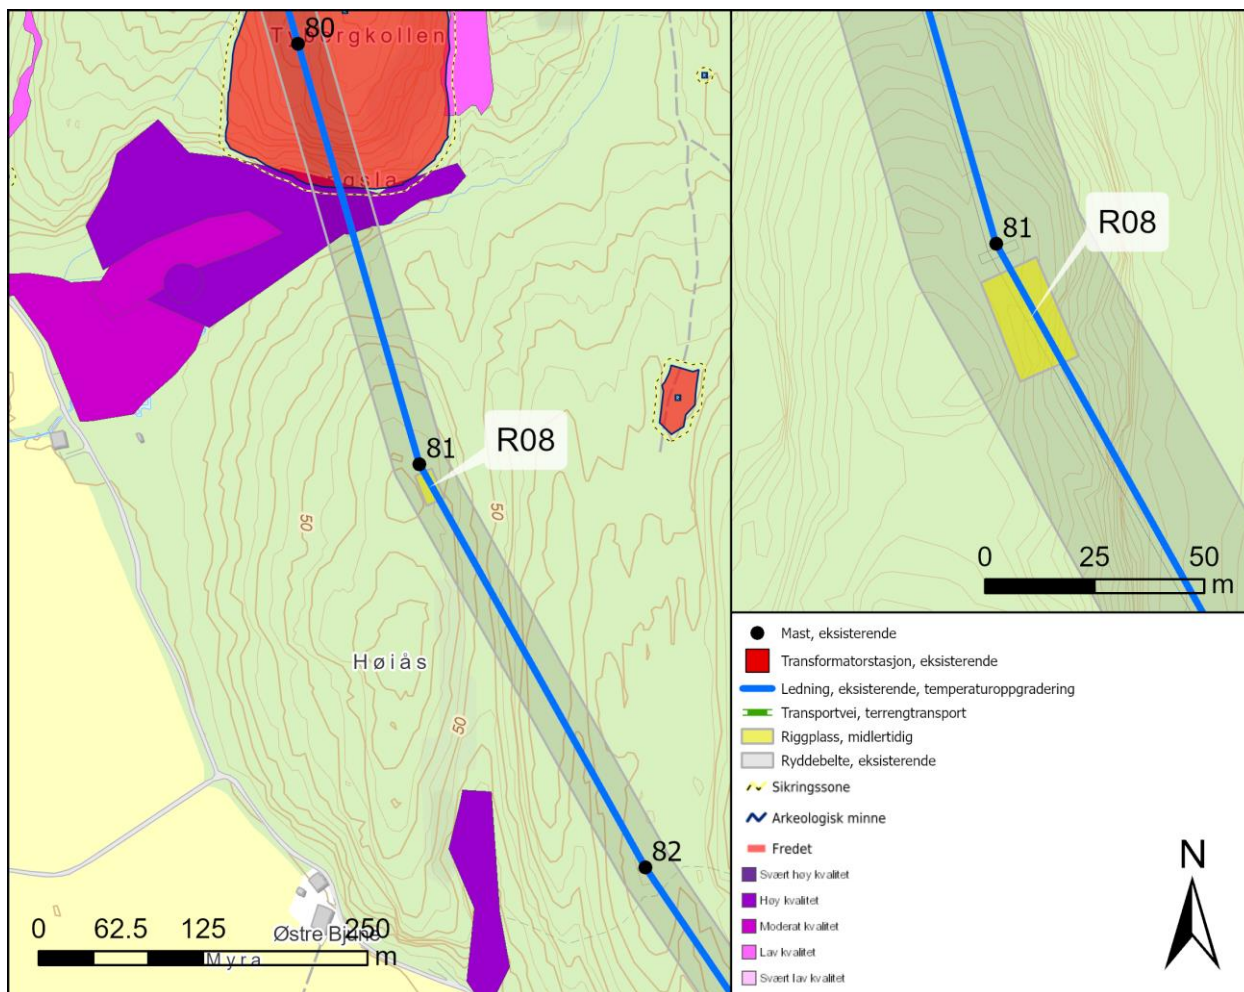 80
Tyborgkollen
81
R08
50
50
Høiås
50
82
0 62.5 125 250
m
Østre Bjune
Myra
81
R08
0 25 50
m
Mast, eksisterende
Transformatorstasjon, eksisterende
Ledning, eksisterende, temperaturoppgradering
Transportvei, terrengtransport
Riggplass, midlertidig
Ryddebelte, eksisterende
Sikringssone
Arkeologisk minne
Fredet
Svært høy kvalitet
Høy kvalitet
Moderat kvalitet
Lav kvalitet
Svært lav kvalitet
N